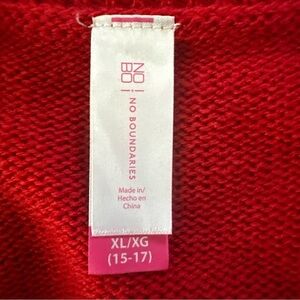 NO
BO
NO BOUNDARIES
Made in/
Hecho en
China
XL/XG
(15-17)